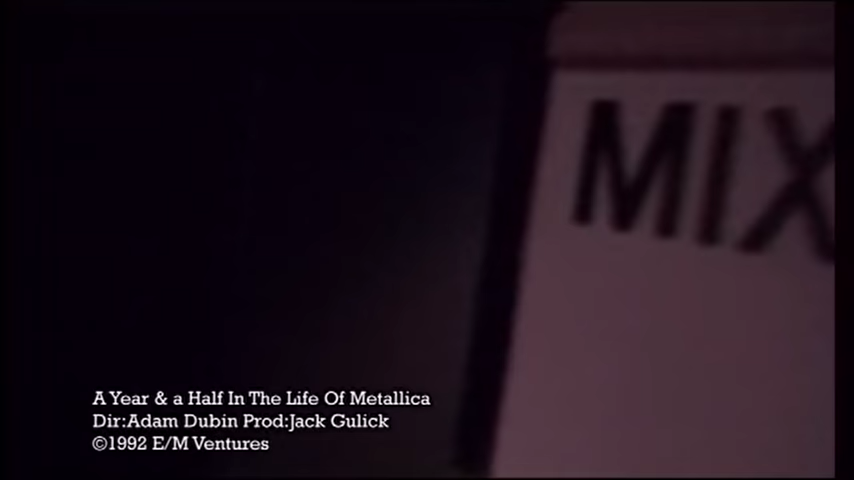 MIX
A Year & a Half In The Life Of Metallica
Dir:Adam Dubin Prod:Jack Gulick
©1992 E/M Ventures